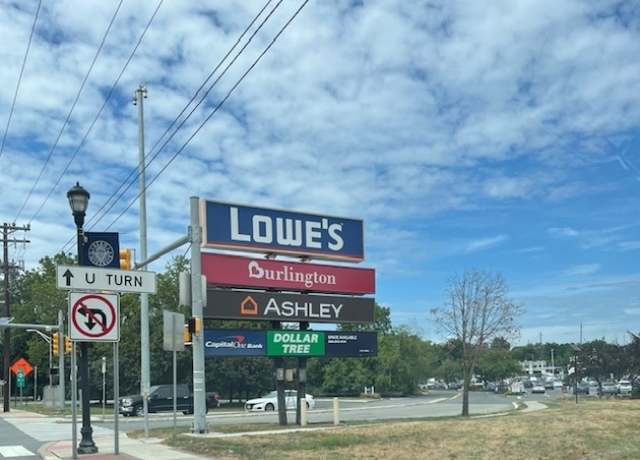 LOWE'S
Burlington
ASHLEY
Capital One Bank
DOLLAR
TREE
SPACE AVAILABLE
U TURN